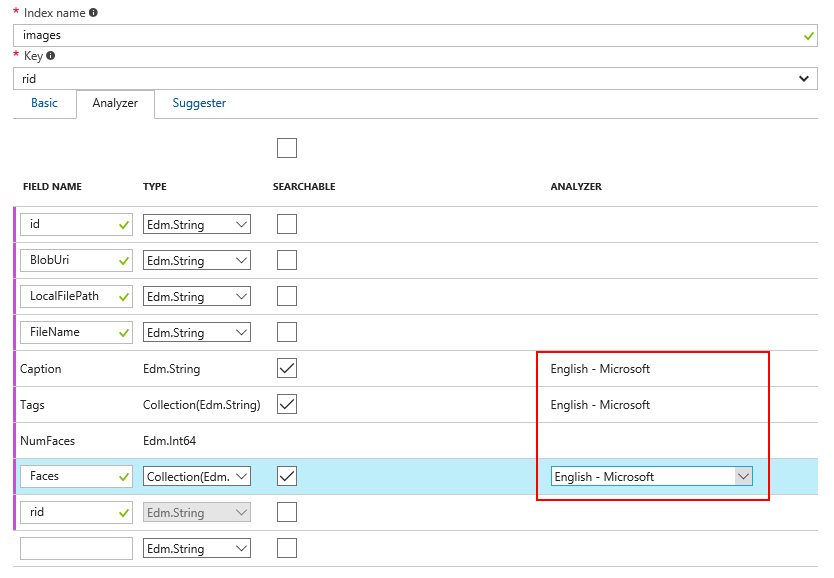 * Index name
images
* Key
rid
Basic Analyzer Suggester
FIELD NAME TYPE SEARCHABLE ANALYZER
id Edm.String
BlobUri Edm.String
LocalFilePath Edm.String
FileName Edm.String
Caption Edm.String English - Microsoft
Tags Collection(Edm.String) English - Microsoft
NumFaces Edm.Int64
Faces Collection(Edm. English - Microsoft
rid Edm.String
Edm.String